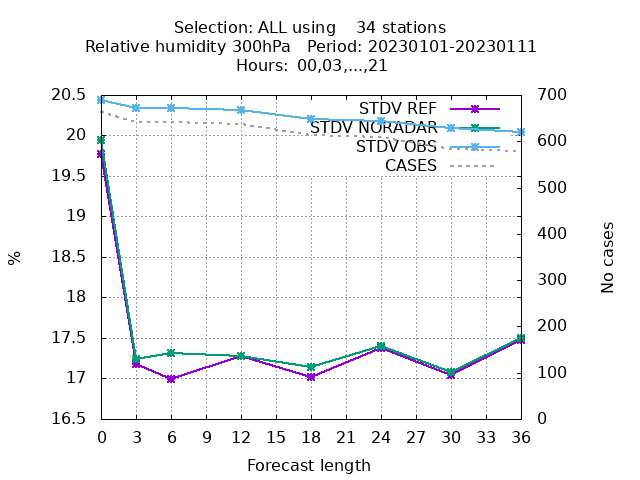 Selection: ALL using    34 stations
Relative humidity 300hPa   Period: 20230101-20230111
Hours: 00,03,...,21
20.5
20
19.5
19
18.5
18
17.5
17
16.5
%
700
600
500
400
300
200
100
0
No cases
STDV REF
STDV NORADAR
STDV OBS
CASES
0 3 6 9 12 15 18 21 24 27 30 33 36
Forecast length